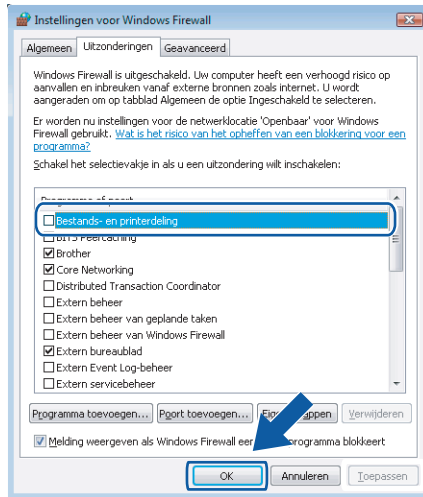 Instellingen voor Windows Firewall
Algemeen Uitzonderingen Geavanceerd
Windows Firewall is uitgeschakeld. Uw computer heeft een verhoogd risico op
aanvallen en inbreuken vanaf externe bronnen zoals internet. U wordt
aangeraden om op tabblad Algemeen de optie Ingeschakeld te selecteren.
Er worden nu instellingen voor de netwerklocatie 'Openbaar' voor Windows
Firewall gebruikt. Wat is het risico van het opheffen van een blokkering voor een
programma?
Schakel het selectievakje in als u een uitzondering wilt inschakelen:
Programma of poort
Bestands- en printerdeling
BITS Peercaching
Brother
Core Networking
Distributed Transaction Coordinator
Extern beheer
Extern beheer van geplande taken
Extern beheer van Windows Firewall
Extern bureaublad
Extern Event Log-beheer
Extern servicebeheer
Programma toevoegen... Poort toevoegen... Verwijderen
Melding weergeven als Windows Firewall een programma blokkeert
OK Annuleren Toepassen